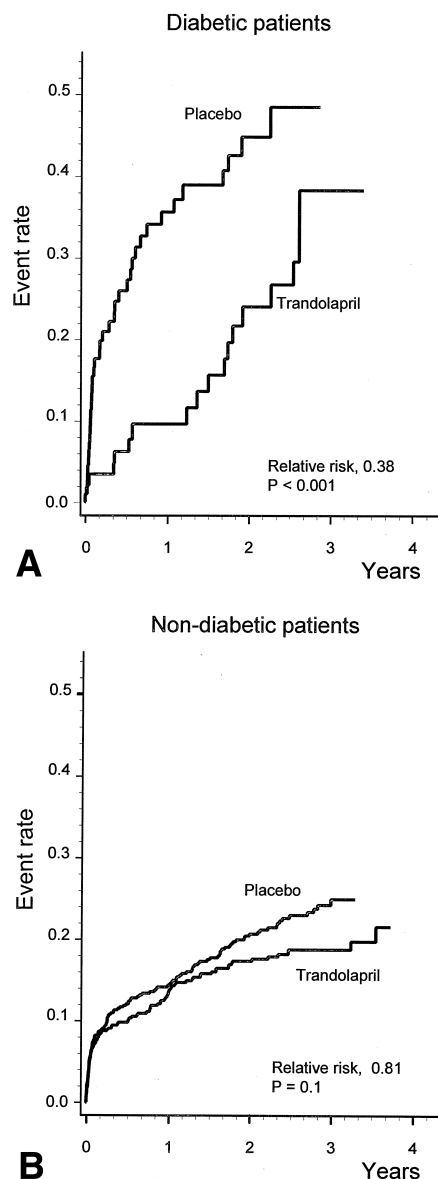 Diabetic patients
0.5
0.4
0.3
0.2
0.1
0.0
Event rate
Placebo
Trandolapril
Relative risk, 0.38
P < 0.001
0 1 2 3 4
Years
A
Non-diabetic patients
0.5
0.4
0.3
0.2
0.1
0.0
Event rate
Placebo
Trandolapril
Relative risk, 0.81
P = 0.1
0 1 2 3 4
Years
B